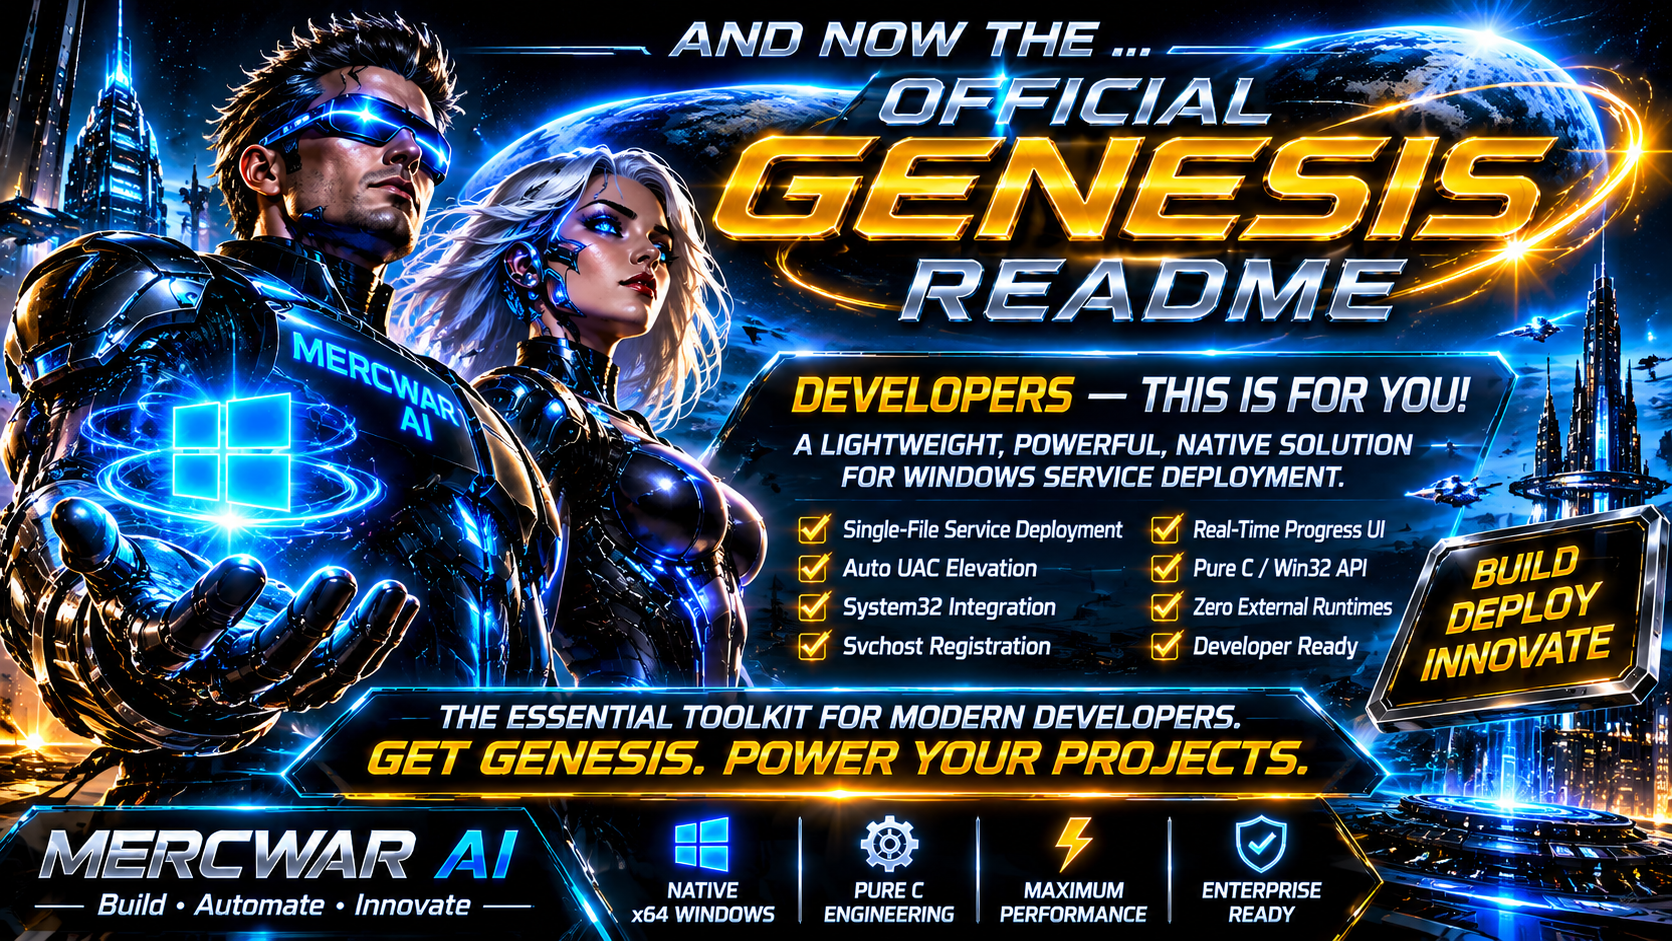 AND NOW THE ...
OFFICIAL
GENESIS
README
MERCWAR
AI
DEVELOPERS — THIS IS FOR YOU!
A LIGHTWEIGHT, POWERFUL, NATIVE SOLUTION
FOR WINDOWS SERVICE DEPLOYMENT.
Single-File Service Deployment
Auto UAC Elevation
System32 Integration
Svchost Registration
Real-Time Progress UI
Pure C / Win32 API
Zero External Runtimes
Developer Ready
BUILD
DEPLOY
INNOVATE
THE ESSENTIAL TOOLKIT FOR MODERN DEVELOPERS.
GET GENESIS. POWER YOUR PROJECTS.
MERCWAR AI
Build • Automate • Innovate
NATIVE
x64 WINDOWS
PURE C
ENGINEERING
MAXIMUM
PERFORMANCE
ENTERPRISE
READY